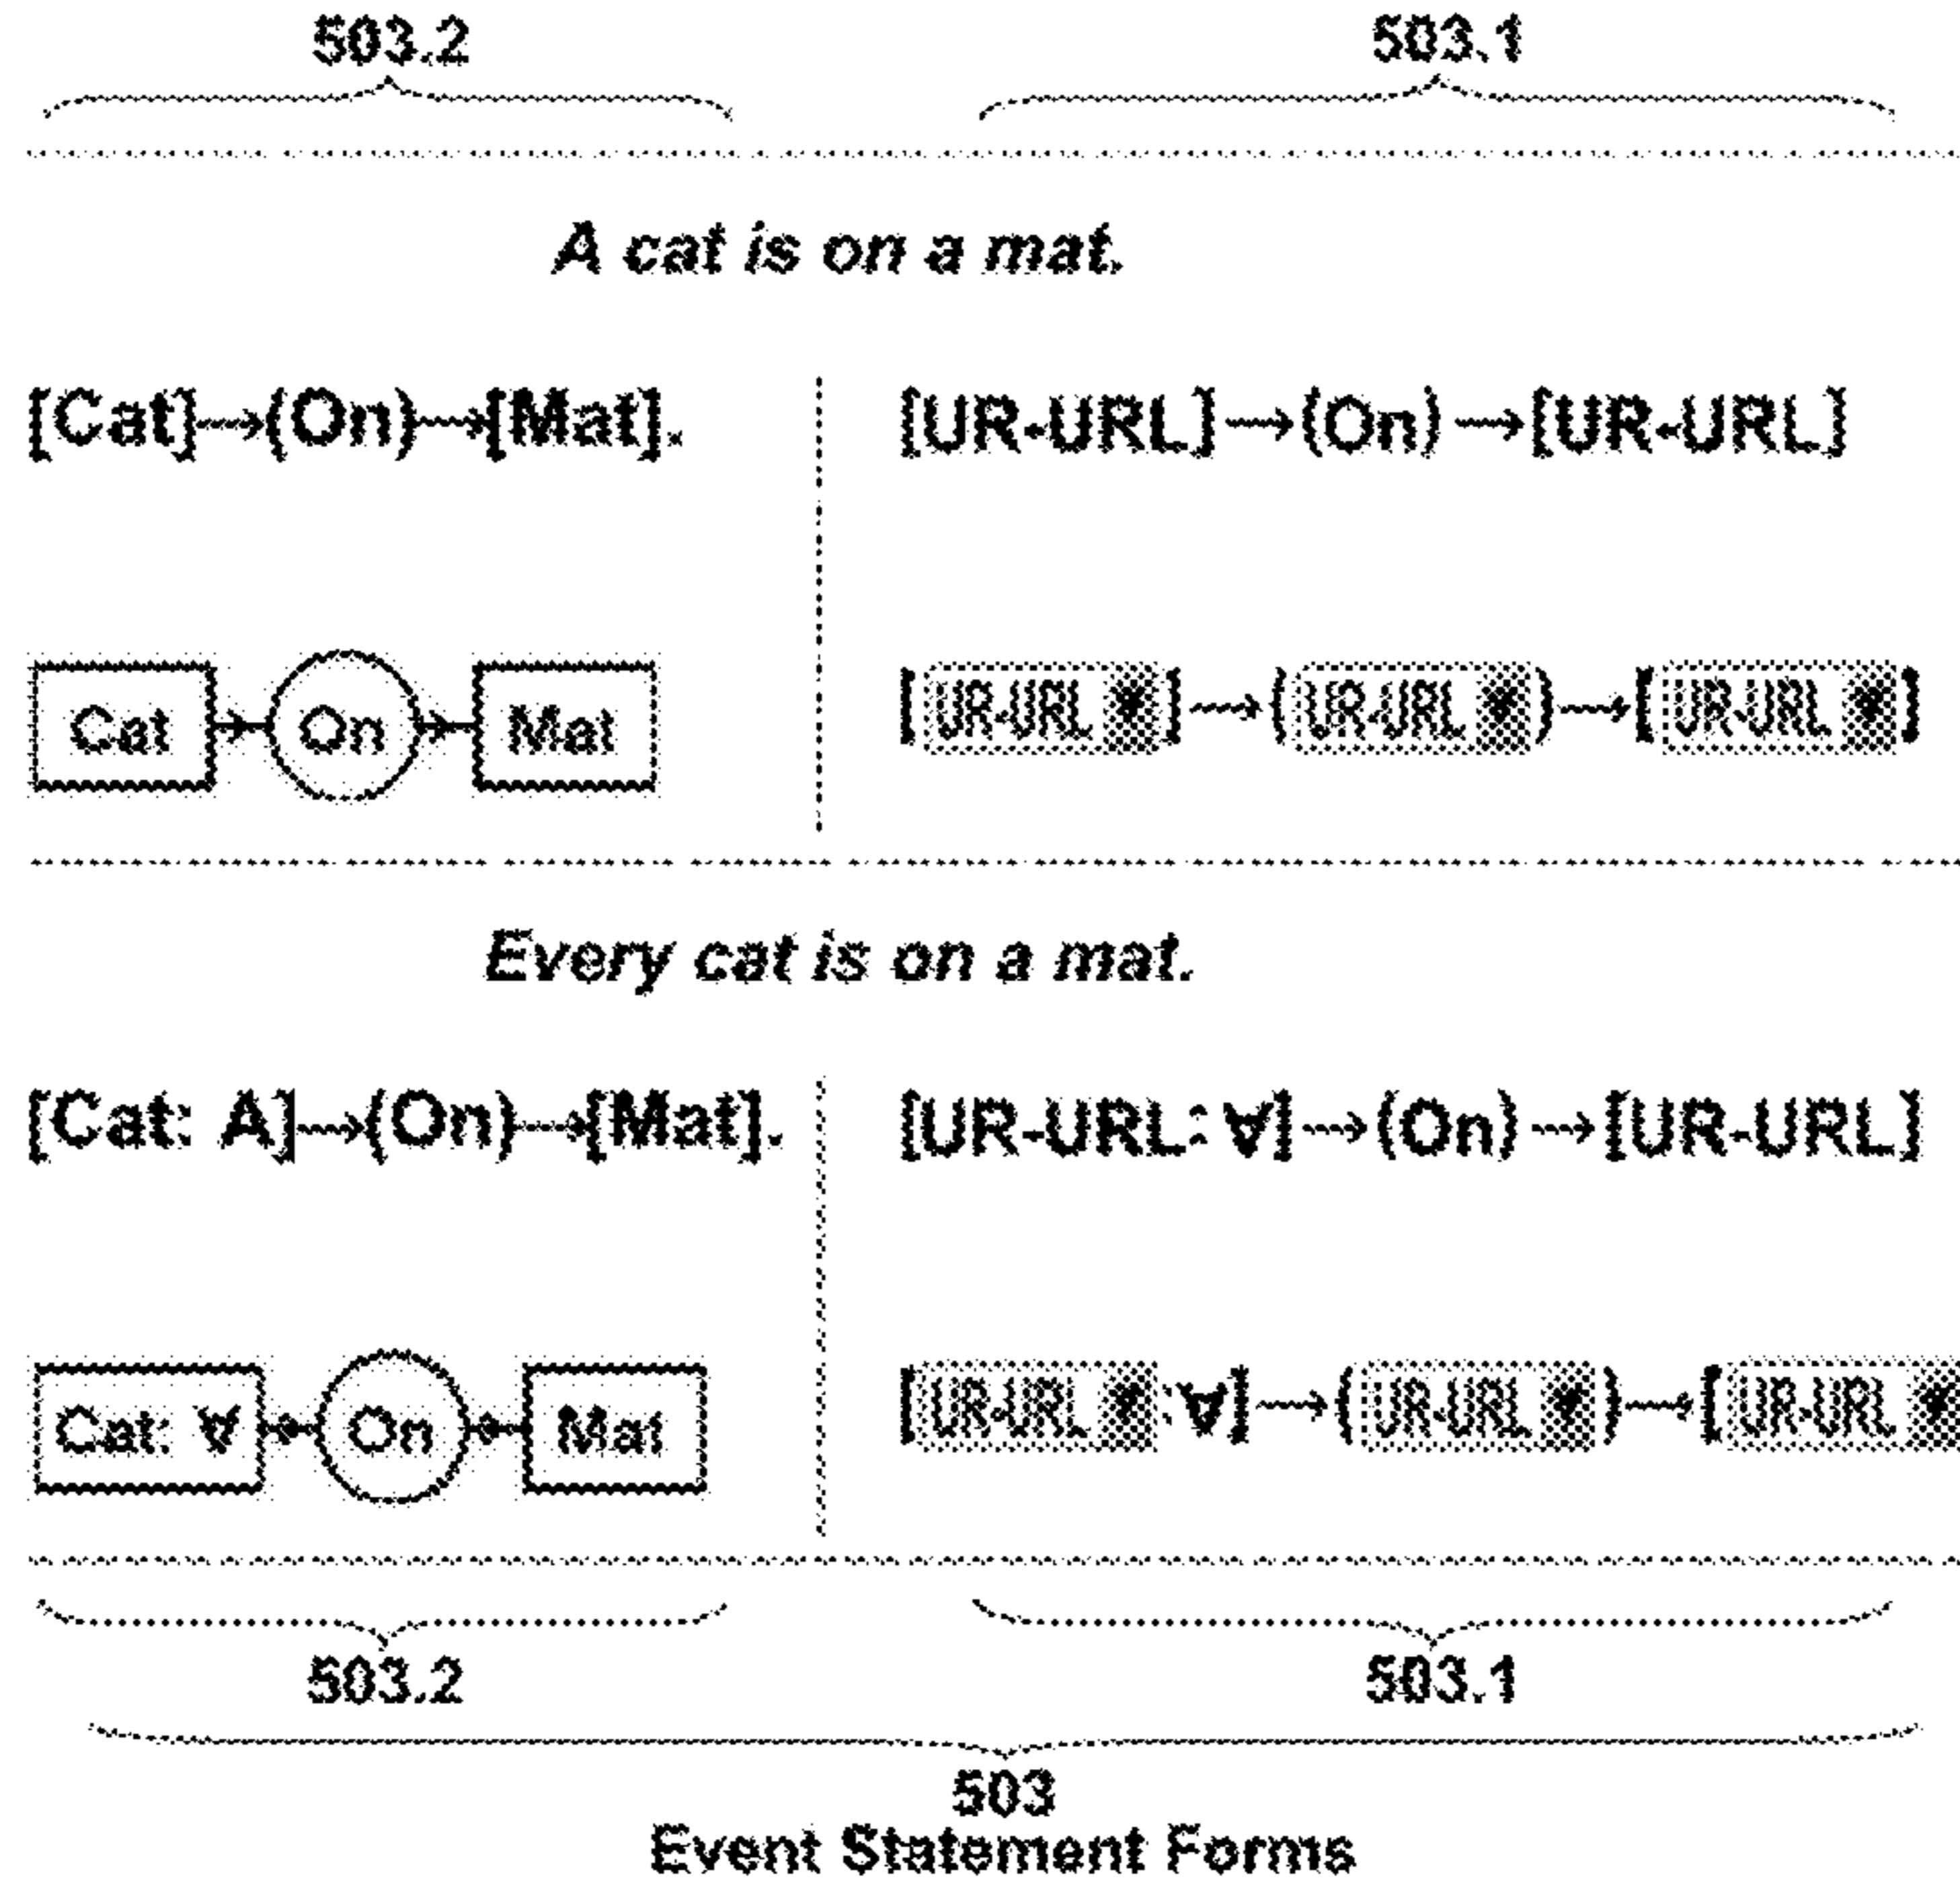 503.2 503.1
A cat is on a mat.
[Cat]→(On)→[Mat]. [UR-URL]→(On)→[UR-URL]
Cat On Mat [UR-URL ▼]→(UR-URL ▼)→[UR-URL ▼]
Every cat is on a mat.
[Cat: A]→(On)→[Mat]. [UR-URL: ∀]→(On)→[UR-URL]
Cat: ∀ On Mat [UR-URL ▼:∀]→(UR-URL ▼)→[UR-URL ▼
503.2 503.1
503
Event Statement Forms